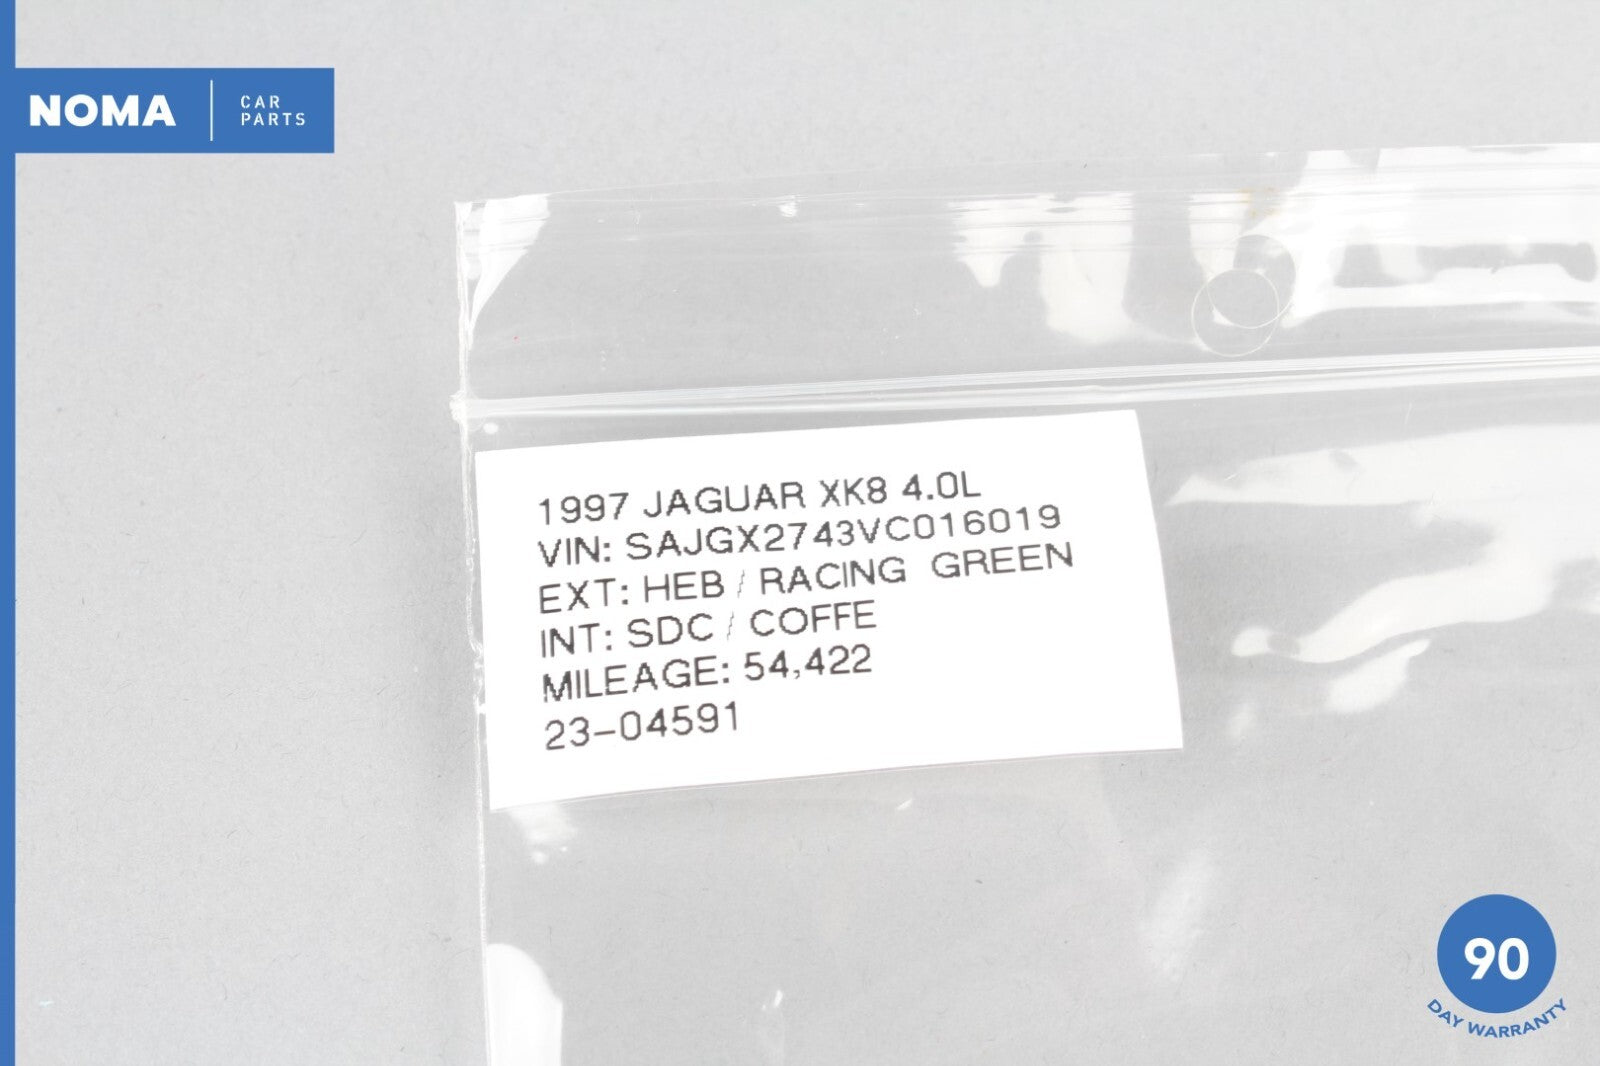 NOMA
CAR
PARTS
1997 JAGUAR XK8 4.0L
VIN: SAJGX2743VC016019
EXT: HEB / RACING GREEN
INT: SDC / COFFE
MILEAGE: 54,422
23-04591
90
DAY WARRANTY